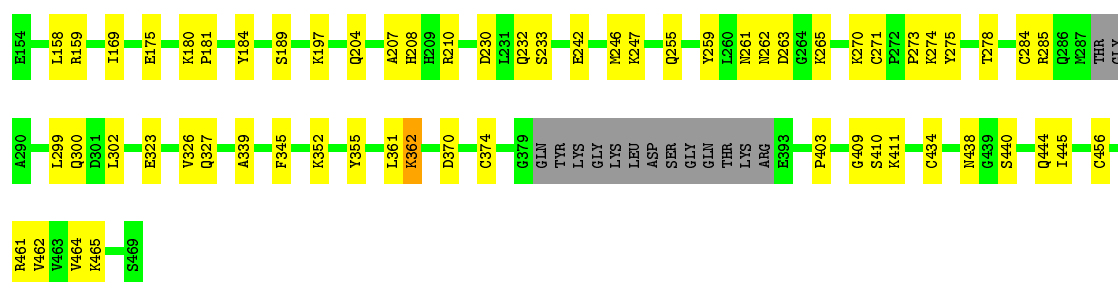 E154 L158 R159 I169 E175 K180 P181 Y184 S189 K197 Q204 A207 H208 H209 R210 D230 L231 Q232 S233 E242 M246 K247 Q255 Y259 L260 N261 N262 D263 G264 K265 K270 C271 P272 P273 K274 Y275 T278 C284 R285 Q286 M287 THR GLY
A290 L299 Q300 D301 L302 E323 V326 Q327 A339 F345 K352 Y355 L361 K362 D370 C374 G379 GLN TYR LYS GLY LYS LEU ASP SER GLY GLN THR LYS ARG E393 P403 G409 S410 K411 C434 N438 G439 S440 Q444 I445 C456
R461 V462 V463 V464 K465 S469